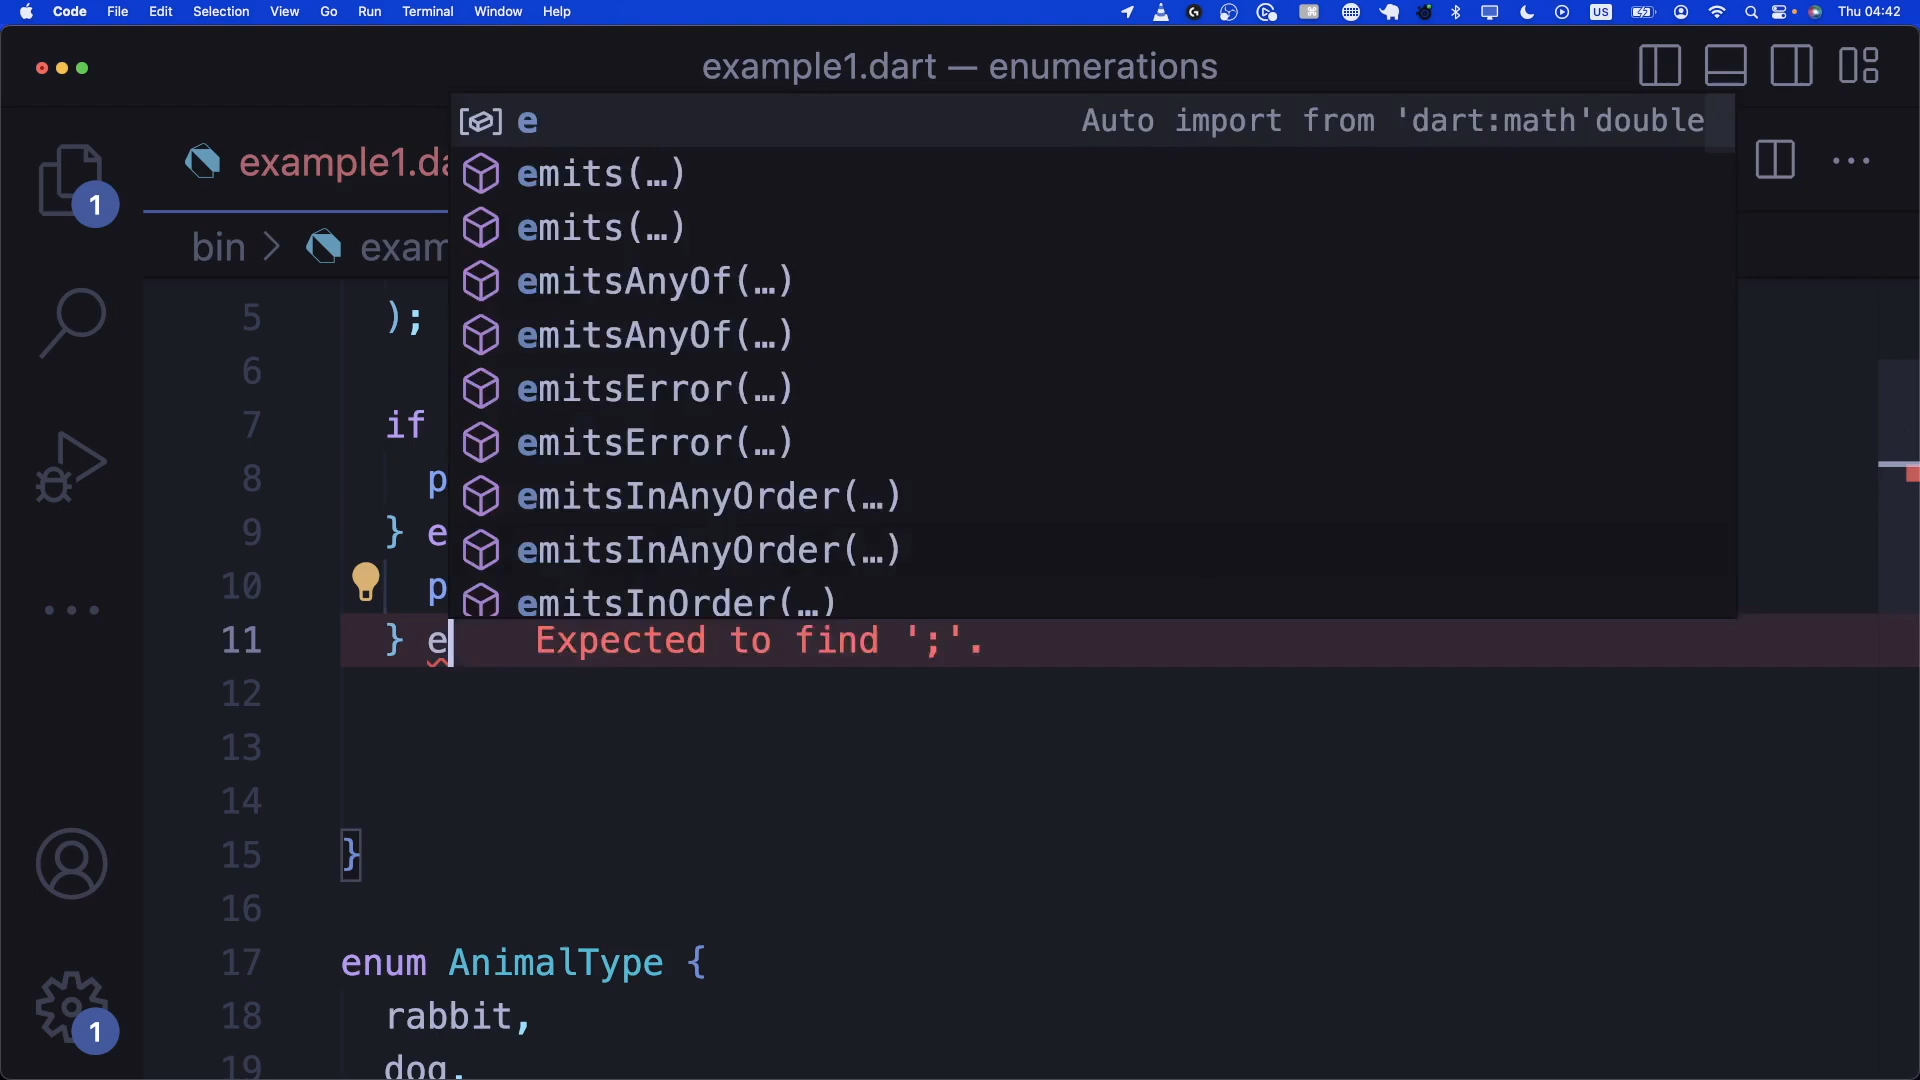 Code File Edit Selection View Go Run Terminal Window Help US Thu 04:42
example1.dart — enumerations
e Auto import from 'dart:math'double
example1.da
1
emits(…)
emits(…)
bin > exam
emitsAnyOf(…)
5 );
emitsAnyOf(…)
6
emitsError(…)
7 if
emitsError(…)
8 p
emitsInAnyOrder(…)
9 } e
emitsInAnyOrder(…)
10 p
emitsInOrder(…)
11 } e Expected to find ';'.
12
13
14
15 }
16
17 enum AnimalType {
18 rabbit,
1
19 dog,